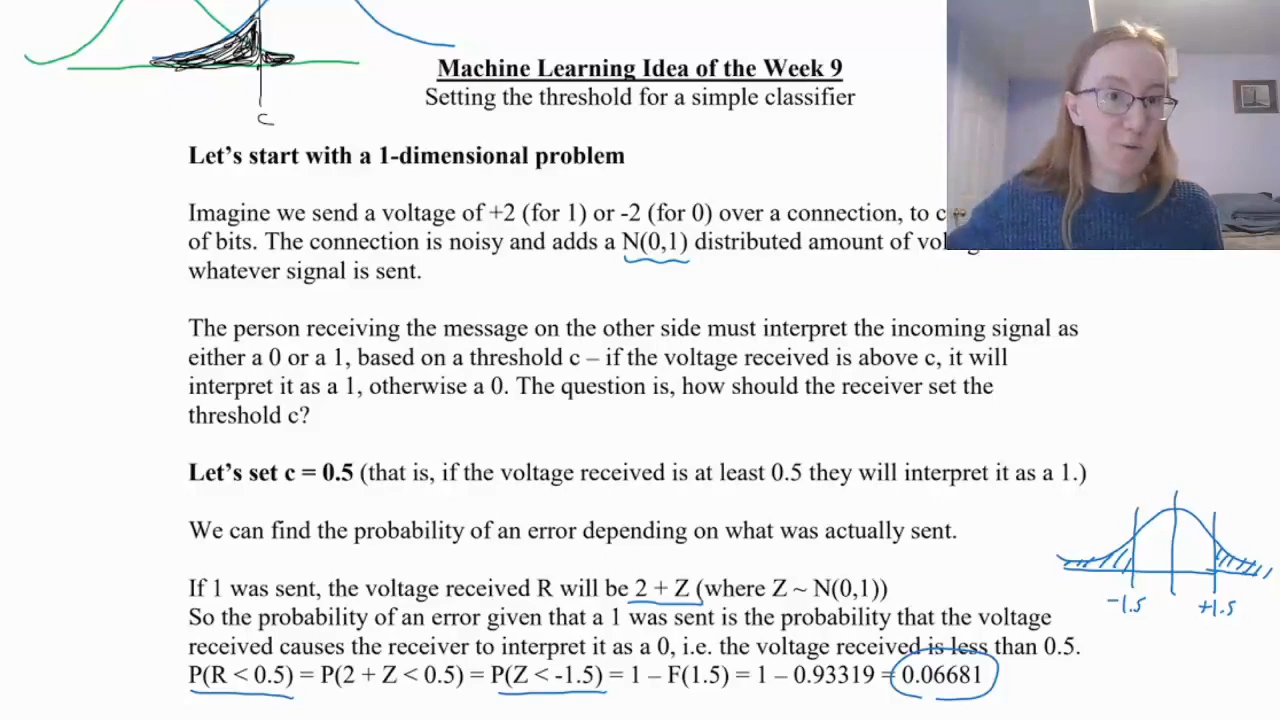 c
Machine Learning Idea of the Week 9
Setting the threshold for a simple classifier
Let's start with a 1-dimensional problem
Imagine we send a voltage of +2 (for 1) or -2 (for 0) over a connection, to
of bits. The connection is noisy and adds a N(0,1) distributed amount of
whatever signal is sent.
The person receiving the message on the other side must interpret the incoming signal as
either a 0 or a 1, based on a threshold c – if the voltage received is above c, it will
interpret it as a 1, otherwise a 0. The question is, how should the receiver set the
threshold c?
Let's set c = 0.5 (that is, if the voltage received is at least 0.5 they will interpret it as a 1.)
We can find the probability of an error depending on what was actually sent.
If 1 was sent, the voltage received R will be 2 + Z (where Z ~ N(0,1))
-1.5 +1.5
So the probability of an error given that a 1 was sent is the probability that the voltage
received causes the receiver to interpret it as a 0, i.e. the voltage received is less than 0.5.
P(R < 0.5) = P(2 + Z < 0.5) = P(Z < -1.5) = 1 – F(1.5) = 1 – 0.93319 = 0.06681